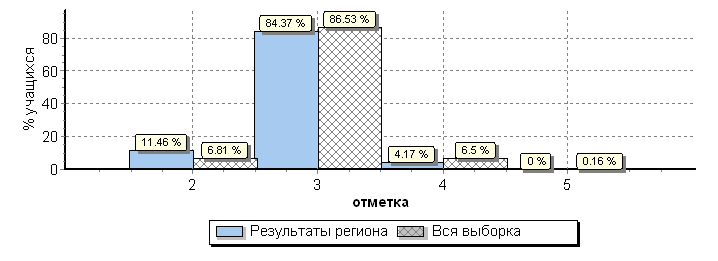 84.37 % 86.53 %
80
60
40
20
0
% учащихся
11.46 % 6.81 % 4.17 % 6.5 % 0 % 0.16 %
2 3 4 5
отметка
Результаты региона Вся выборка